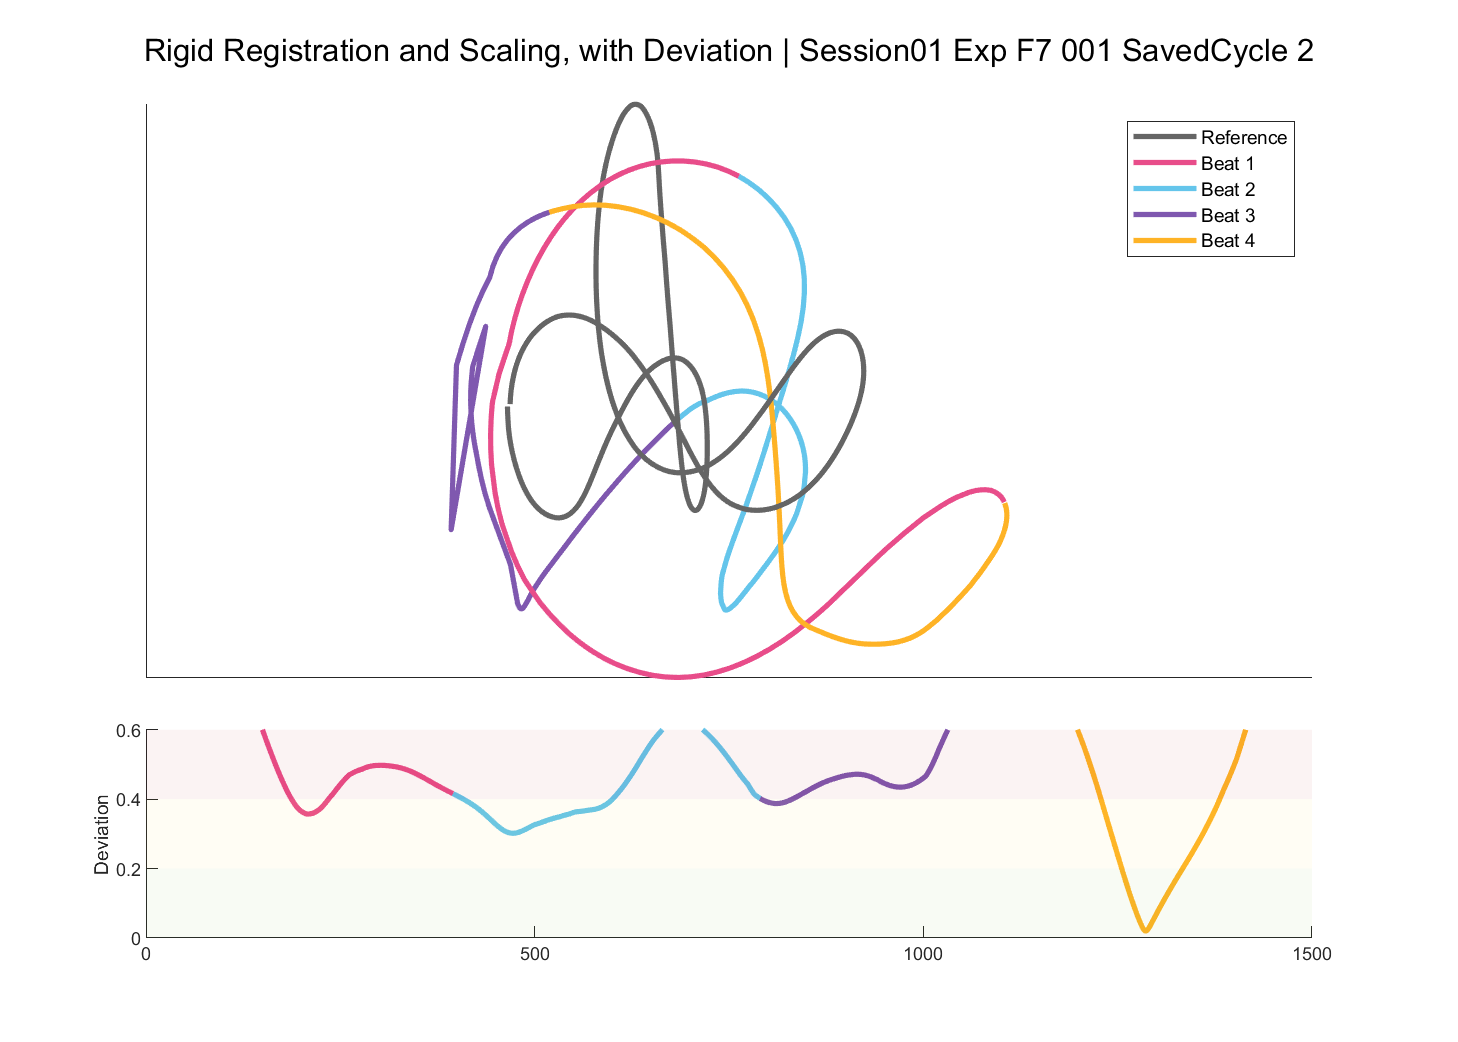 Rigid Registration and Scaling, with Deviation | Session01 Exp F7 001 SavedCycle 2
Reference
Beat 1
Beat 2
Beat 3
Beat 4
0.6
0.4
0.2
0
Deviation
0
500
1000
1500